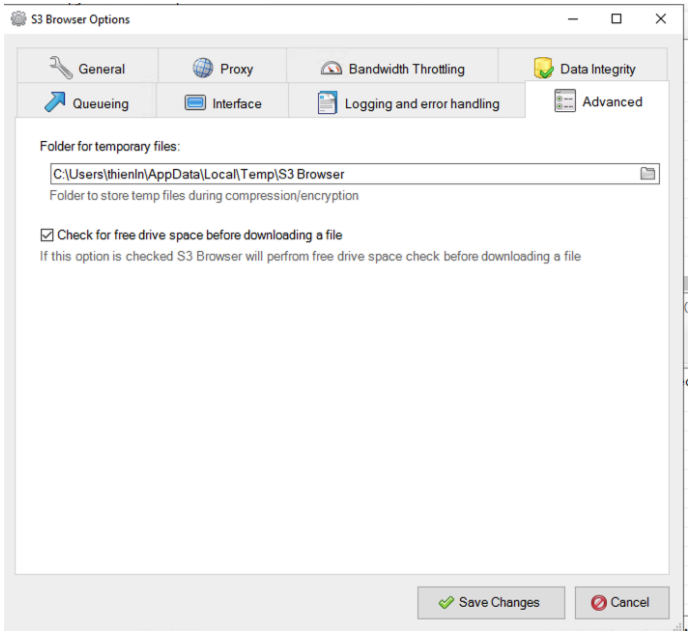 S3 Browser Options
General
Proxy
Bandwidth Throttling
Data Integrity
Queueing
Interface
Logging and error handling
Advanced
Folder for temporary files:
C:\Users\thienln\AppData\Local\Temp\S3 Browser
Folder to store temp files during compression/encryption
Check for free drive space before downloading a file
If this option is checked S3 Browser will perfrom free drive space check before downloading a file
Save Changes
Cancel